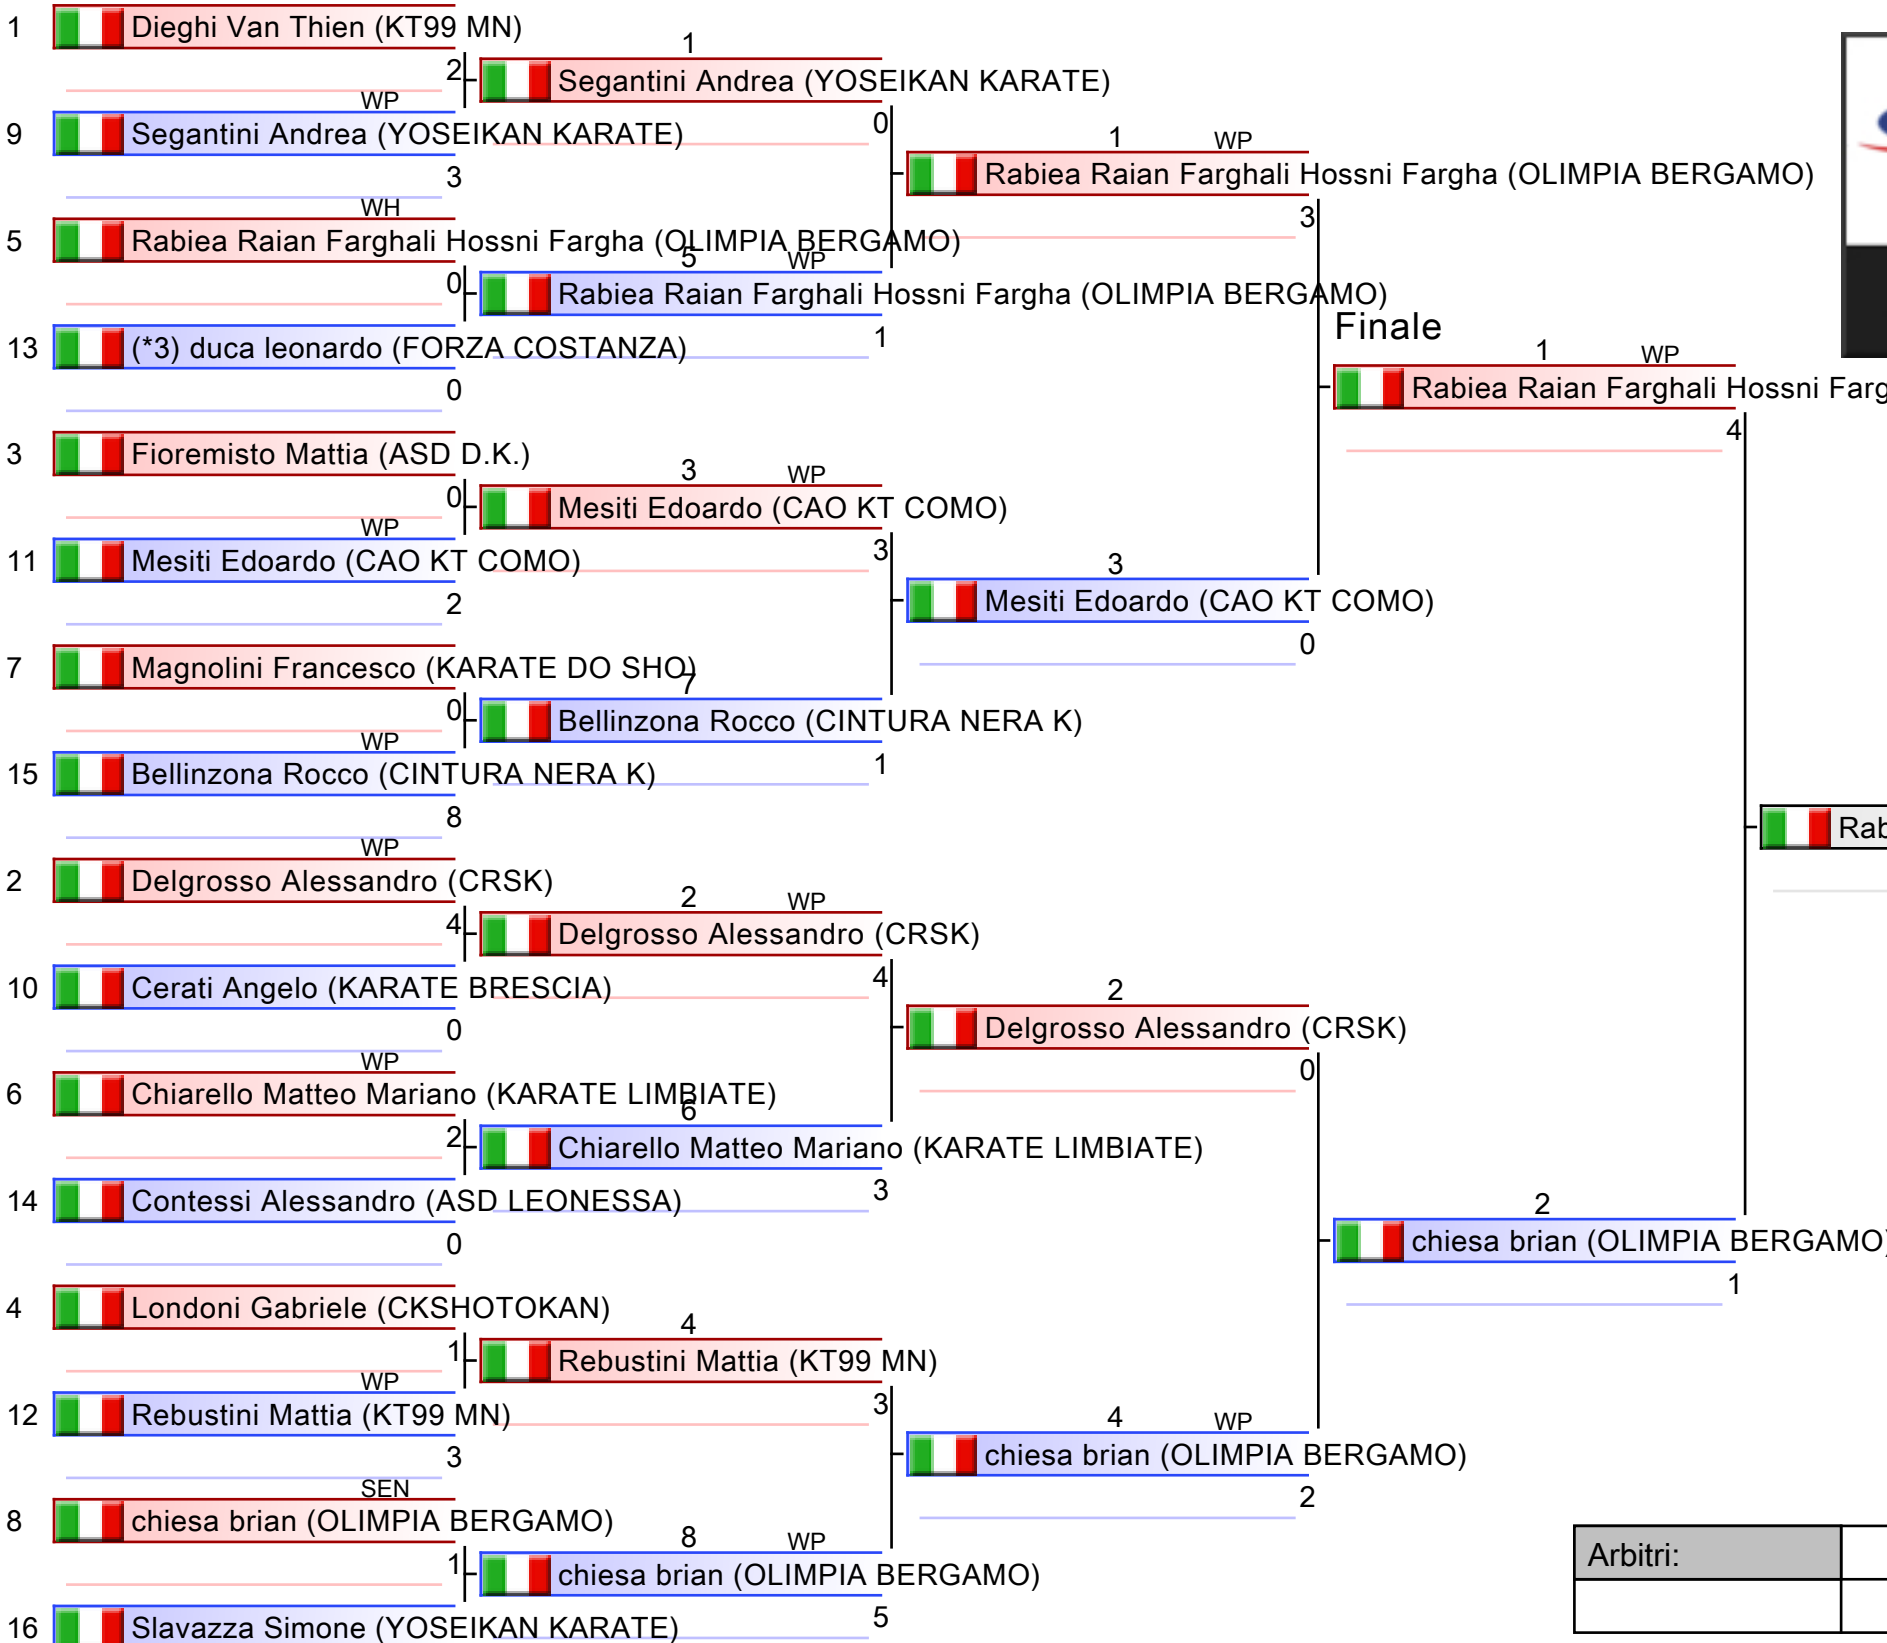 1 Dieghi Van Thien (KT99 MN)
2
WP
9 Segantini Andrea (YOSEIKAN KARATE)
3
WH
5 Rabiea Raian Farghali Hossni Fargha (OLIMPIA BERGAMO)
0
13 (*3) duca leonardo (FORZA COSTANZA)
0
3 Fioremisto Mattia (ASD D.K.)
0
WP
11 Mesiti Edoardo (CAO KT COMO)
2
7 Magnolini Francesco (KARATE DO SHO)
0
WP
15 Bellinzona Rocco (CINTURA NERA K)
8
WP
2 Delgrosso Alessandro (CRSK)
4
10 Cerati Angelo (KARATE BRESCIA)
0
WP
6 Chiarello Matteo Mariano (KARATE LIMBIATE)
2
14 Contessi Alessandro (ASD LEONESSA)
0
4 Londoni Gabriele (CKSHOTOKAN)
1
WP
12 Rebustini Mattia (KT99 MN)
3
SEN
8 chiesa brian (OLIMPIA BERGAMO)
1
16 Slavazza Simone (YOSEIKAN KARATE)
1
Segantini Andrea (YOSEIKAN KARATE)
0
5 WP
Rabiea Raian Farghali Hossni Fargha (OLIMPIA BERGAMO)
1
3 WP
Mesiti Edoardo (CAO KT COMO)
3
7
Bellinzona Rocco (CINTURA NERA K)
1
2 WP
Delgrosso Alessandro (CRSK)
4
6
Chiarello Matteo Mariano (KARATE LIMBIATE)
3
4
Rebustini Mattia (KT99 MN)
3
8 WP
chiesa brian (OLIMPIA BERGAMO)
5
1 WP
Rabiea Raian Farghali Hossni Fargha (OLIMPIA BERGAMO)
3
3
Mesiti Edoardo (CAO KT COMO)
0
2
Delgrosso Alessandro (CRSK)
0
4 WP
chiesa brian (OLIMPIA BERGAMO)
2
Finale
1 WP
Rabiea Raian Farghali Hossni Farg
4
2
chiesa brian (OLIMPIA BERGAMO)
1
Rab
Arbitri: